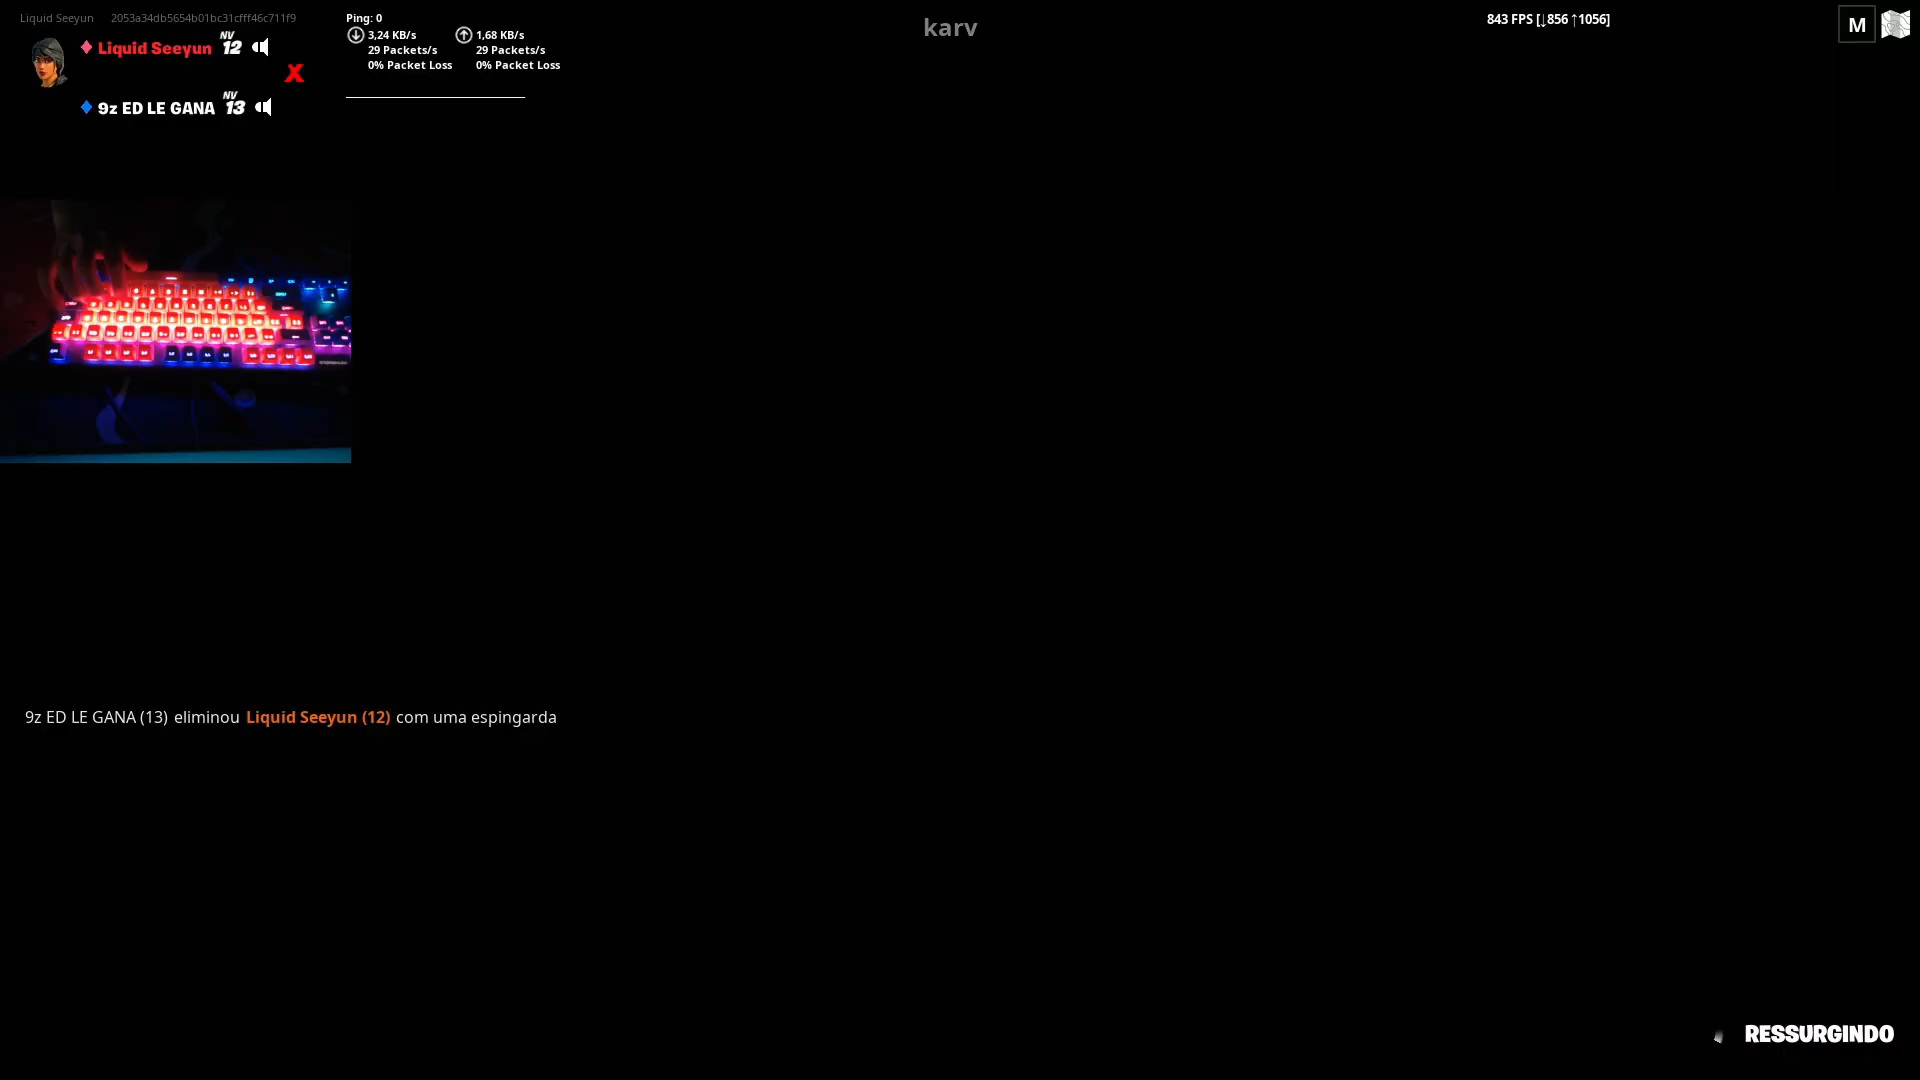 Liquid Seeyun 2053a34db5654b01bc31cfff46c711f9
Liquid Seeyun NV 12
X
9z ED LE GANA NV 13
Ping: 0
3,24 KB/s 1,68 KB/s
29 Packets/s 29 Packets/s
0% Packet Loss 0% Packet Loss
karv
843 FPS [↓856 ↑1056]
M
9z ED LE GANA (13) eliminou Liquid Seeyun (12) com uma espingarda
RESSURGINDO